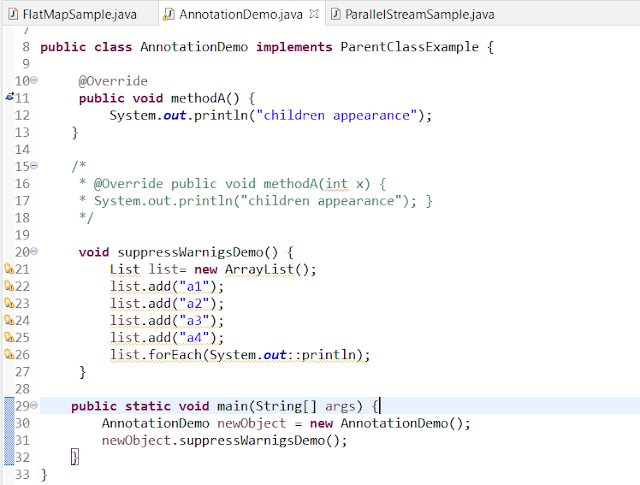 FlatMapSample.java AnnotationDemo.java ParallelStreamSample.java
7
8 public class AnnotationDemo implements ParentClassExample {
9
10 @Override
11 public void methodA() {
12 System.out.println("children appearance");
13 }
14
15 /*
16 * @Override public void methodA(int x) {
17 * System.out.println("children appearance"); }
18 */
19
20 void suppressWarnigsDemo() {
21 List list= new ArrayList();
22 list.add("a1");
23 list.add("a2");
24 list.add("a3");
25 list.add("a4");
26 list.forEach(System.out::println);
27 }
28
29 public static void main(String[] args) {
30 AnnotationDemo newObject = new AnnotationDemo();
31 newObject.suppressWarnigsDemo();
32 }
33 }